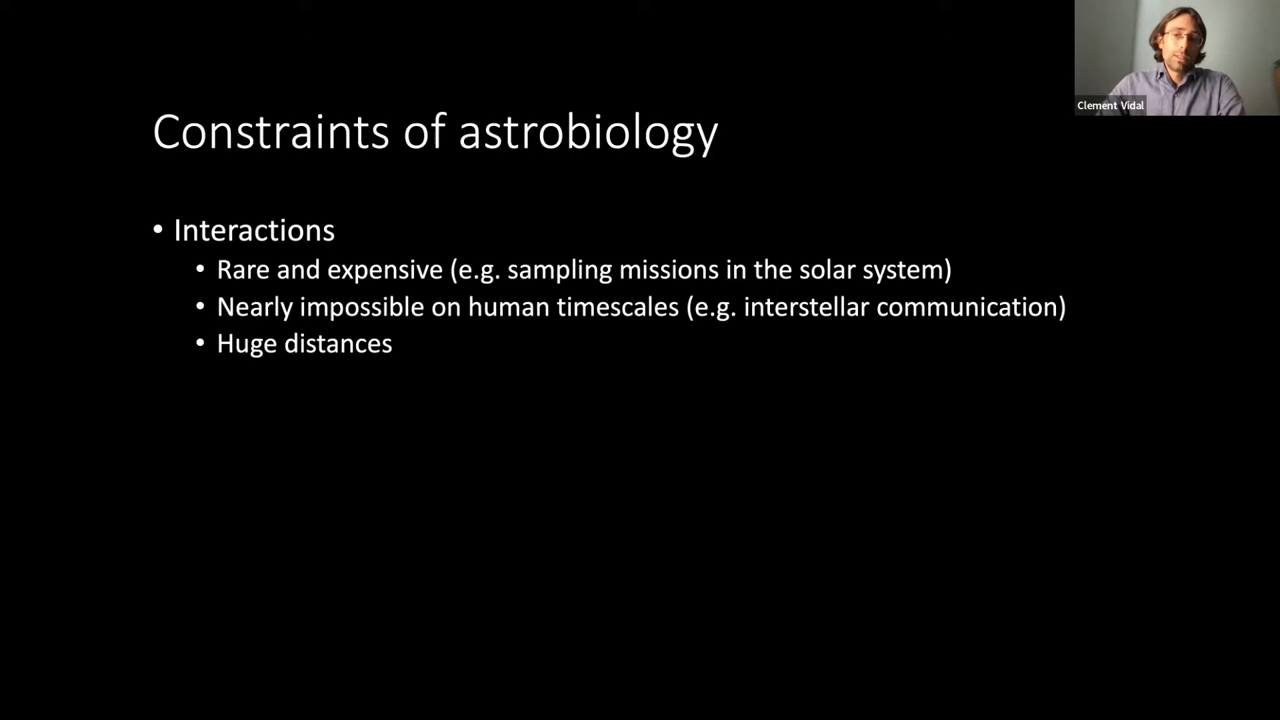 Clement Vidal
Constraints of astrobiology
• Interactions
• Rare and expensive (e.g. sampling missions in the solar system)
• Nearly impossible on human timescales (e.g. interstellar communication)
• Huge distances